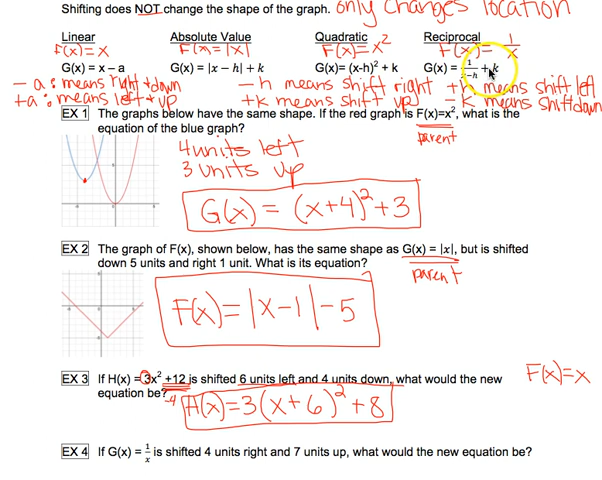 Shifting does NOT change the shape of the graph. only changes location
Linear Absolute Value Quadratic Reciprocal
F(x)=x F(x)=|x| F(x)=x² F(x)=1/x
G(x) = x – a G(x) = |x – h| + k G(x)= (x-h)² + k G(x) = 1/x-h + k
-a: means right + down -h means shift right +h means shift left
+a: means left + up +k means shift up -k means shift down
EX 1 The graphs below have the same shape. If the red graph is F(x)=x², what is the
equation of the blue graph? parent
4 units left
3 units up
G(x) = (x+4)²+3
EX 2 The graph of F(x), shown below, has the same shape as G(x) = |x|, but is shifted
down 5 units and right 1 unit. What is its equation? parent
F(x)=|x-1|-5
EX 3 If H(x) =3x² +12 is shifted 6 units left and 4 units down, what would the new
F(x)=x
equation be? -4 H(x)=3(x+6)²+8
EX 4 If G(x) = 1/x is shifted 4 units right and 7 units up, what would the new equation be?